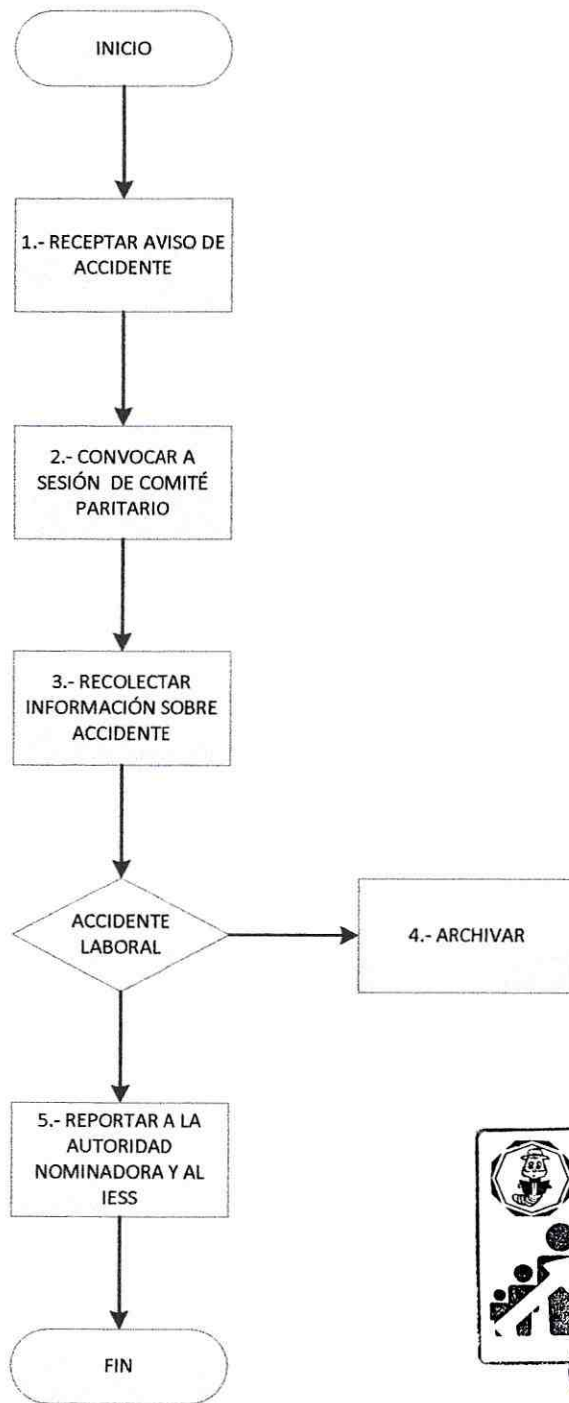 INICIO
1.- RECEPTAR AVISO DE
ACCIDENTE
2.- CONVOCAR A
SESIÓN DE COMITÉ
PARITARIO
3.- RECOLECTAR
INFORMACIÓN SOBRE
ACCIDENTE
ACCIDENTE
LABORAL
4.- ARCHIVAR
5.- REPORTAR A LA
AUTORIDAD
NOMINADORA Y AL
IESS
FIN